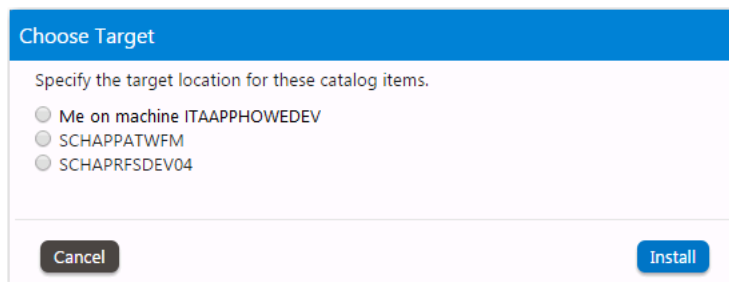 Choose Target
Specify the target location for these catalog items.
Me on machine ITAAPPHOWEDEV
SCHAPPATWFM
SCHAPRFSDEV04
Cancel
Install